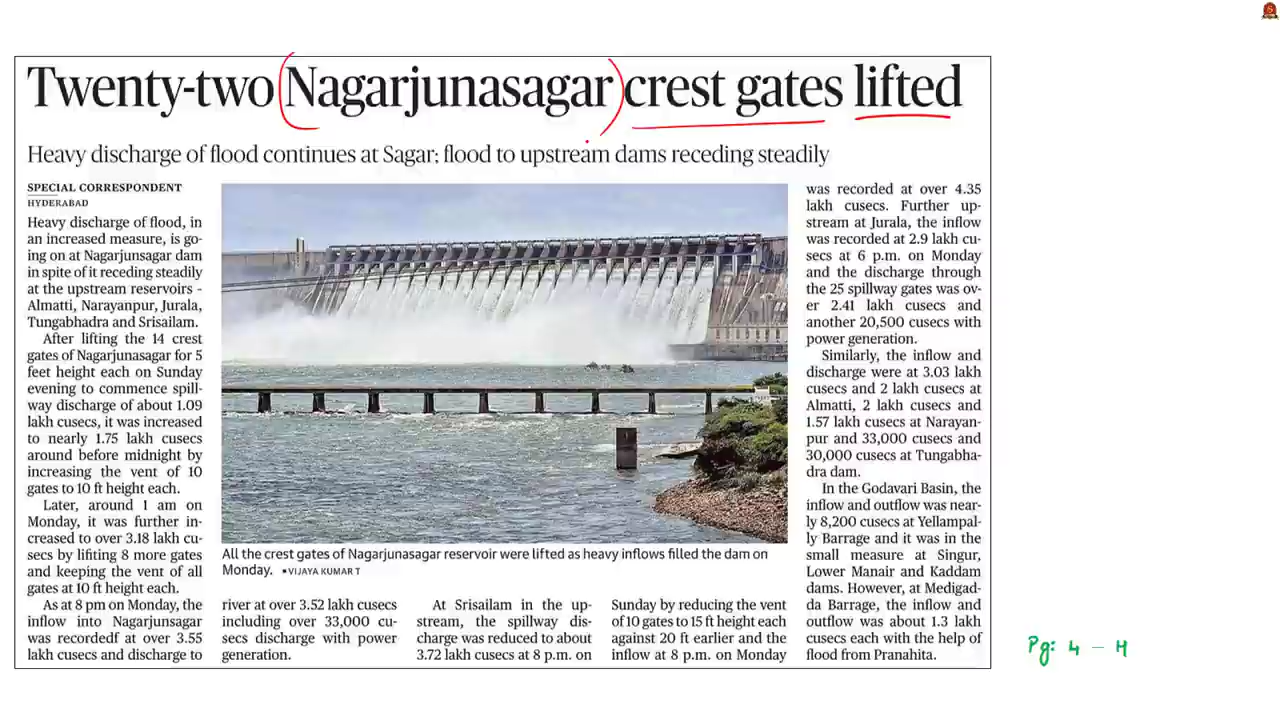 Twenty-two Nagarjunasagar crest gates lifted
Heavy discharge of flood continues at Sagar; flood to upstream dams receding steadily
SPECIAL CORRESPONDENT
HYDERABAD
Heavy discharge of flood, in
an increased measure, is go-
ing on at Nagarjunsagar dam
in spite of it receding steadily
at the upstream reservoirs -
Almatti, Narayanpur, Jurala,
Tungabhadra and Srisailam.
After lifting the 14 crest
gates of Nagarjunasagar for 5
feet height each on Sunday
evening to commence spill-
way discharge of about 1.09
lakh cusecs, it was increased
to nearly 1.75 lakh cusecs
around before midnight by
increasing the vent of 10
gates to 10 ft height each.
Later, around 1 am on
Monday, it was further in-
creased to over 3.18 lakh cu-
secs by lifiting 8 more gates
and keeping the vent of all
gates at 10 ft height each.
As at 8 pm on Monday, the
inflow into Nagarjunsagar
was recordedf at over 3.55
lakh cusecs and discharge to
All the crest gates of Nagarjunasagar reservoir were lifted as heavy inflows filled the dam on
Monday. ▪ VIJAYA KUMAR T
river at over 3.52 lakh cusecs
including over 33,000 cu-
secs discharge with power
generation.
At Srisailam in the up-
stream, the spillway dis-
charge was reduced to about
3.72 lakh cusecs at 8 p.m. on
Sunday by reducing the vent
of 10 gates to 15 ft height each
against 20 ft earlier and the
inflow at 8 p.m. on Monday
was recorded at over 4.35
lakh cusecs. Further up-
stream at Jurala, the inflow
was recorded at 2.9 lakh cu-
secs at 6 p.m. on Monday
and the discharge through
the 25 spillway gates was ov-
er 2.41 lakh cusecs and
another 20,500 cusecs with
power generation.
Similarly, the inflow and
discharge were at 3.03 lakh
cusecs and 2 lakh cusecs at
Almatti, 2 lakh cusecs and
1.57 lakh cusecs at Narayan-
pur and 33,000 cusecs and
30,000 cusecs at Tungabha-
dra dam.
In the Godavari Basin, the
inflow and outflow was near-
ly 8,200 cusecs at Yellampal-
ly Barrage and it was in the
small measure at Singur,
Lower Manair and Kaddam
dams. However, at Medigad-
da Barrage, the inflow and
outflow was about 1.3 lakh
cusecs each with the help of
flood from Pranahita.
Pg: 4 - H